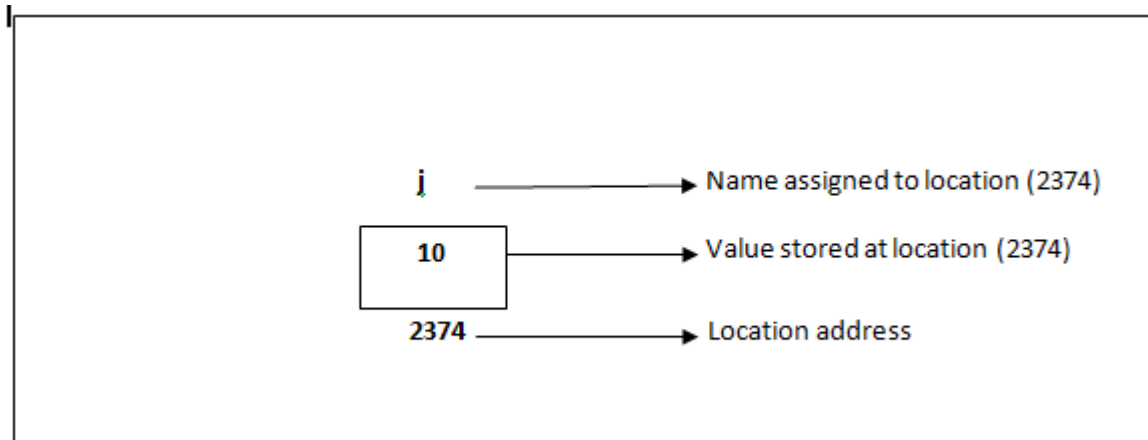 j Name assigned to location (2374)
10 Value stored at location (2374)
2374 Location address